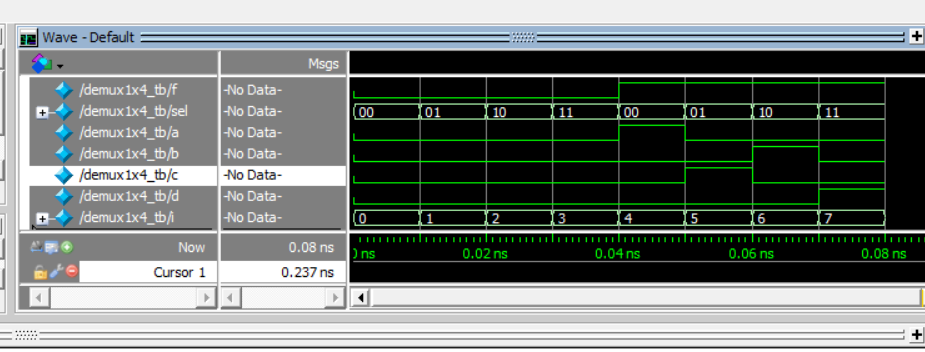 Wave - Default
Msgs
/demux1x4_tb/f -No Data-
/demux1x4_tb/sel -No Data- 00 01 10 11 00 01 10 11
/demux1x4_tb/a -No Data-
/demux1x4_tb/b -No Data-
/demux1x4_tb/c -No Data-
/demux1x4_tb/d -No Data-
/demux1x4_tb/i -No Data- 0 1 2 3 4 5 6 7
Now 0.08 ns ns 0.02 ns 0.04 ns 0.06 ns 0.08 ns
Cursor 1 0.237 ns